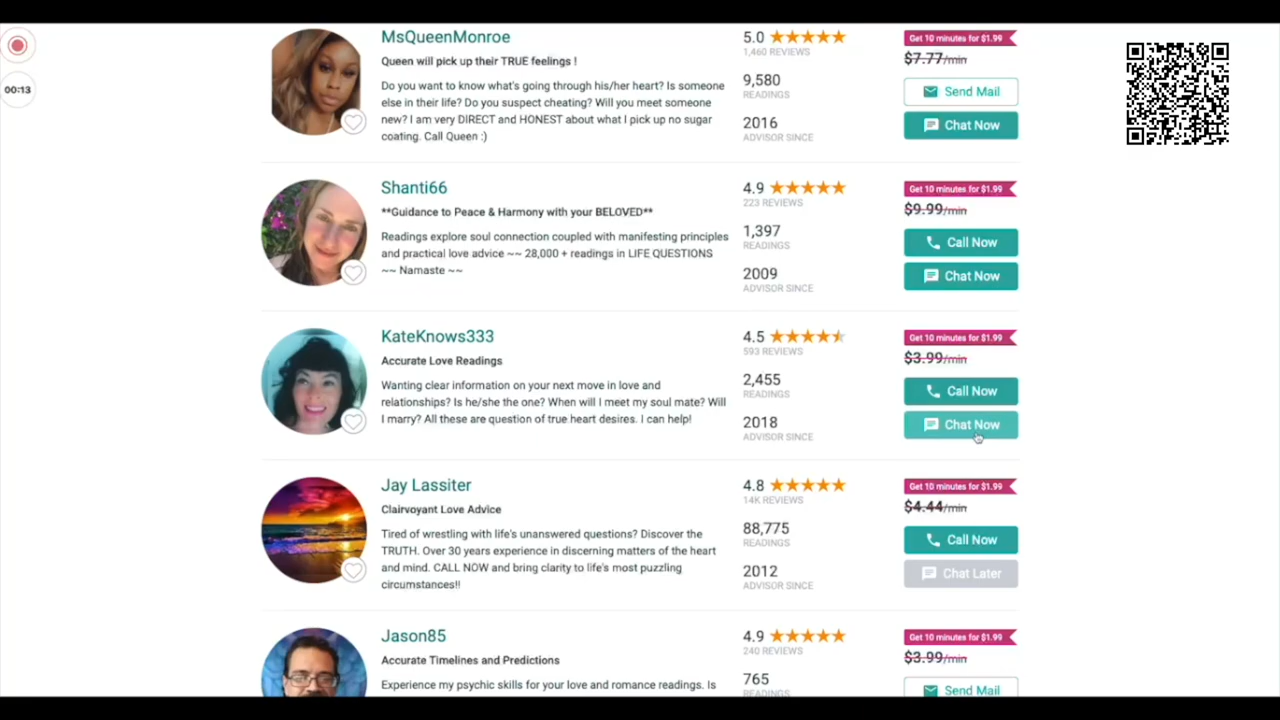 00:13
MsQueenMonroe
Queen will pick up their TRUE feelings !
Do you want to know what's going through his/her heart? Is someone
else in their life? Do you suspect cheating? Will you meet someone
new? I am very DIRECT and HONEST about what I pick up no sugar
coating. Call Queen :)
5.0
1,460 REVIEWS
9,580
READINGS
2016
ADVISOR SINCE
Get 10 minutes for $1.99
$7.77/min
Send Mail
Chat Now
Shanti66
**Guidance to Peace & Harmony with your BELOVED**
Readings explore soul connection coupled with manifesting principles
and practical love advice ~~ 28,000 + readings in LIFE QUESTIONS
~~ Namaste ~~
4.9
223 REVIEWS
1,397
READINGS
2009
ADVISOR SINCE
Get 10 minutes for $1.99
$9.99/min
Call Now
Chat Now
KateKnows333
Accurate Love Readings
Wanting clear information on your next move in love and
relationships? Is he/she the one? When will I meet my soul mate? Will
I marry? All these are question of true heart desires. I can help!
4.5
593 REVIEWS
2,455
READINGS
2018
ADVISOR SINCE
Get 10 minutes for $1.99
$3.99/min
Call Now
Chat Now
Jay Lassiter
Clairvoyant Love Advice
Tired of wrestling with life's unanswered questions? Discover the
TRUTH. Over 30 years experience in discerning matters of the heart
and mind. CALL NOW and bring clarity to life's most puzzling
circumstances!!
4.8
14K REVIEWS
88,775
READINGS
2012
ADVISOR SINCE
Get 10 minutes for $1.99
$4.44/min
Call Now
Chat Later
Jason85
Accurate Timelines and Predictions
Experience my psychic skills for your love and romance readings. Is
4.9
240 REVIEWS
765
READINGS
Get 10 minutes for $1.99
$3.99/min
Send Mail